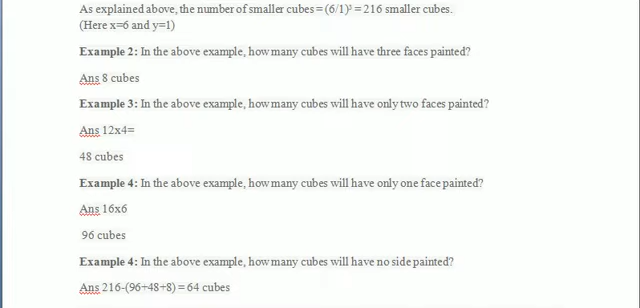 As explained above, the number of smaller cubes=(6/1)³=216 smaller cubes.
(Here x=6 and y=1)
Example 2: In the above example, how many cubes will have three faces painted?
Ans 8 cubes
Example 3: In the above example, how many cubes will have only two faces painted?
Ans 12x4=
48 cubes
Example 4: In the above example, how many cubes will have only one face painted?
Ans 16x6
96 cubes
Example 4: In the above example, how many cubes will have no side painted?
Ans 216-(96+48+8)=64 cubes